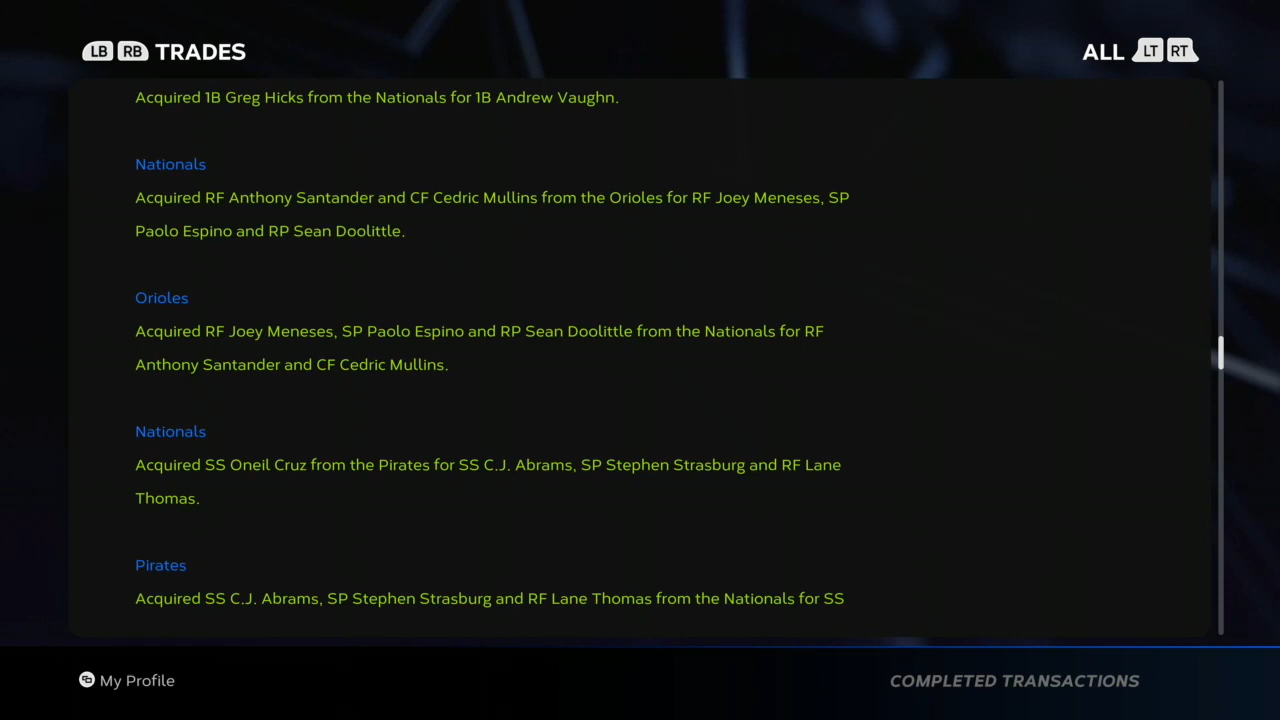 LB RB TRADES
ALL LT RT
Acquired 1B Greg Hicks from the Nationals for 1B Andrew Vaughn.
Nationals
Acquired RF Anthony Santander and CF Cedric Mullins from the Orioles for RF Joey Meneses, SP
Paolo Espino and RP Sean Doolittle.
Orioles
Acquired RF Joey Meneses, SP Paolo Espino and RP Sean Doolittle from the Nationals for RF
Anthony Santander and CF Cedric Mullins.
Nationals
Acquired SS Oneil Cruz from the Pirates for SS C.J. Abrams, SP Stephen Strasburg and RF Lane
Thomas.
Pirates
Acquired SS C.J. Abrams, SP Stephen Strasburg and RF Lane Thomas from the Nationals for SS
My Profile
COMPLETED TRANSACTIONS